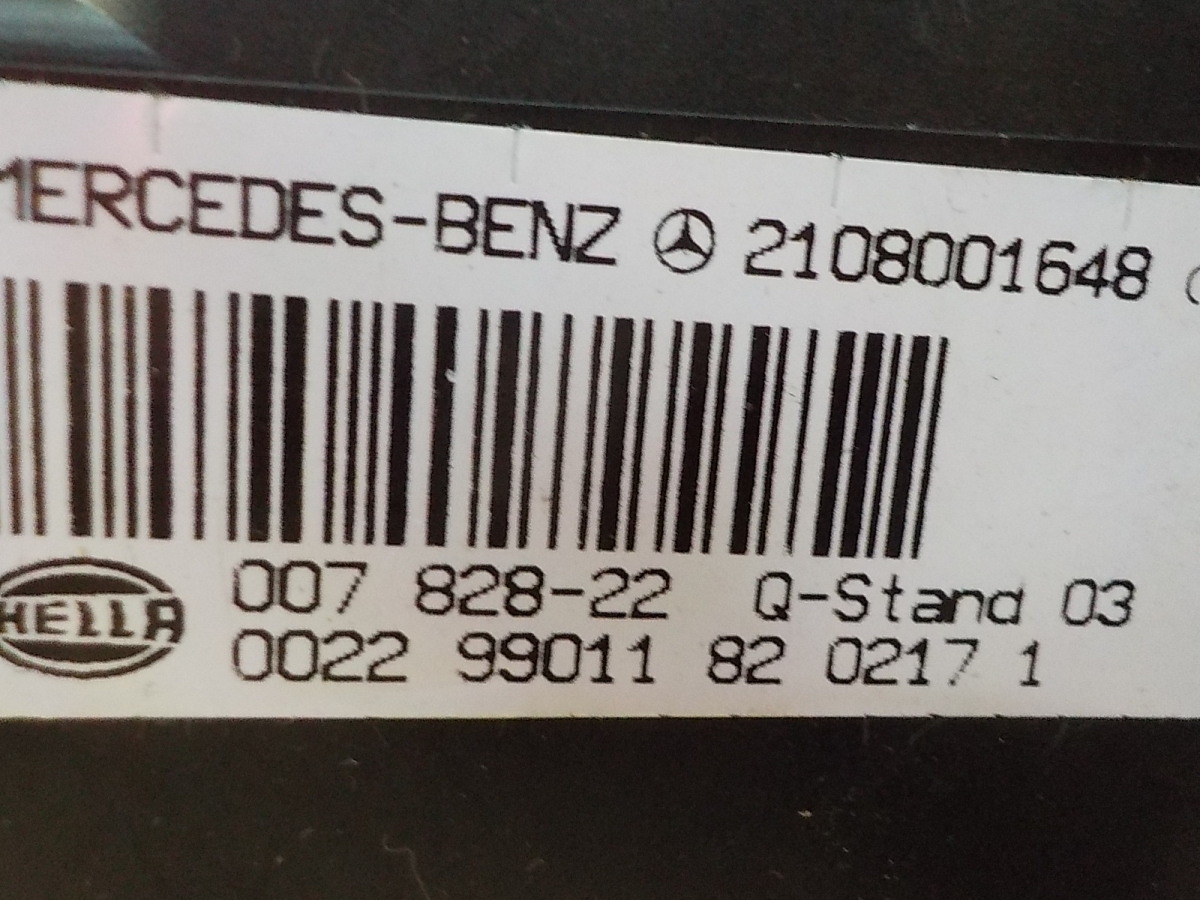 MERCEDES-BENZ 2108001648
HELLA
007 828-22 Q-Stand 03
0022 99011 82 0217 1